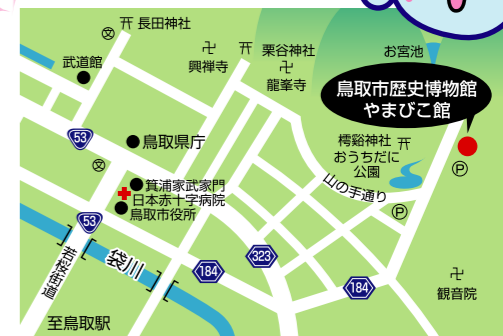 長田神社
武道館
興禅寺
栗谷神社
龍峯寺
お宮池
鳥取市歴史博物館
やまびこ館
53
鳥取県庁
樗谿神社
おうちだに
公園
箕浦家武家門
日本赤十字病院
鳥取市役所
山の手通り
P
P
53
袋川
若桜街道
323
184
184
観音院
至鳥取駅